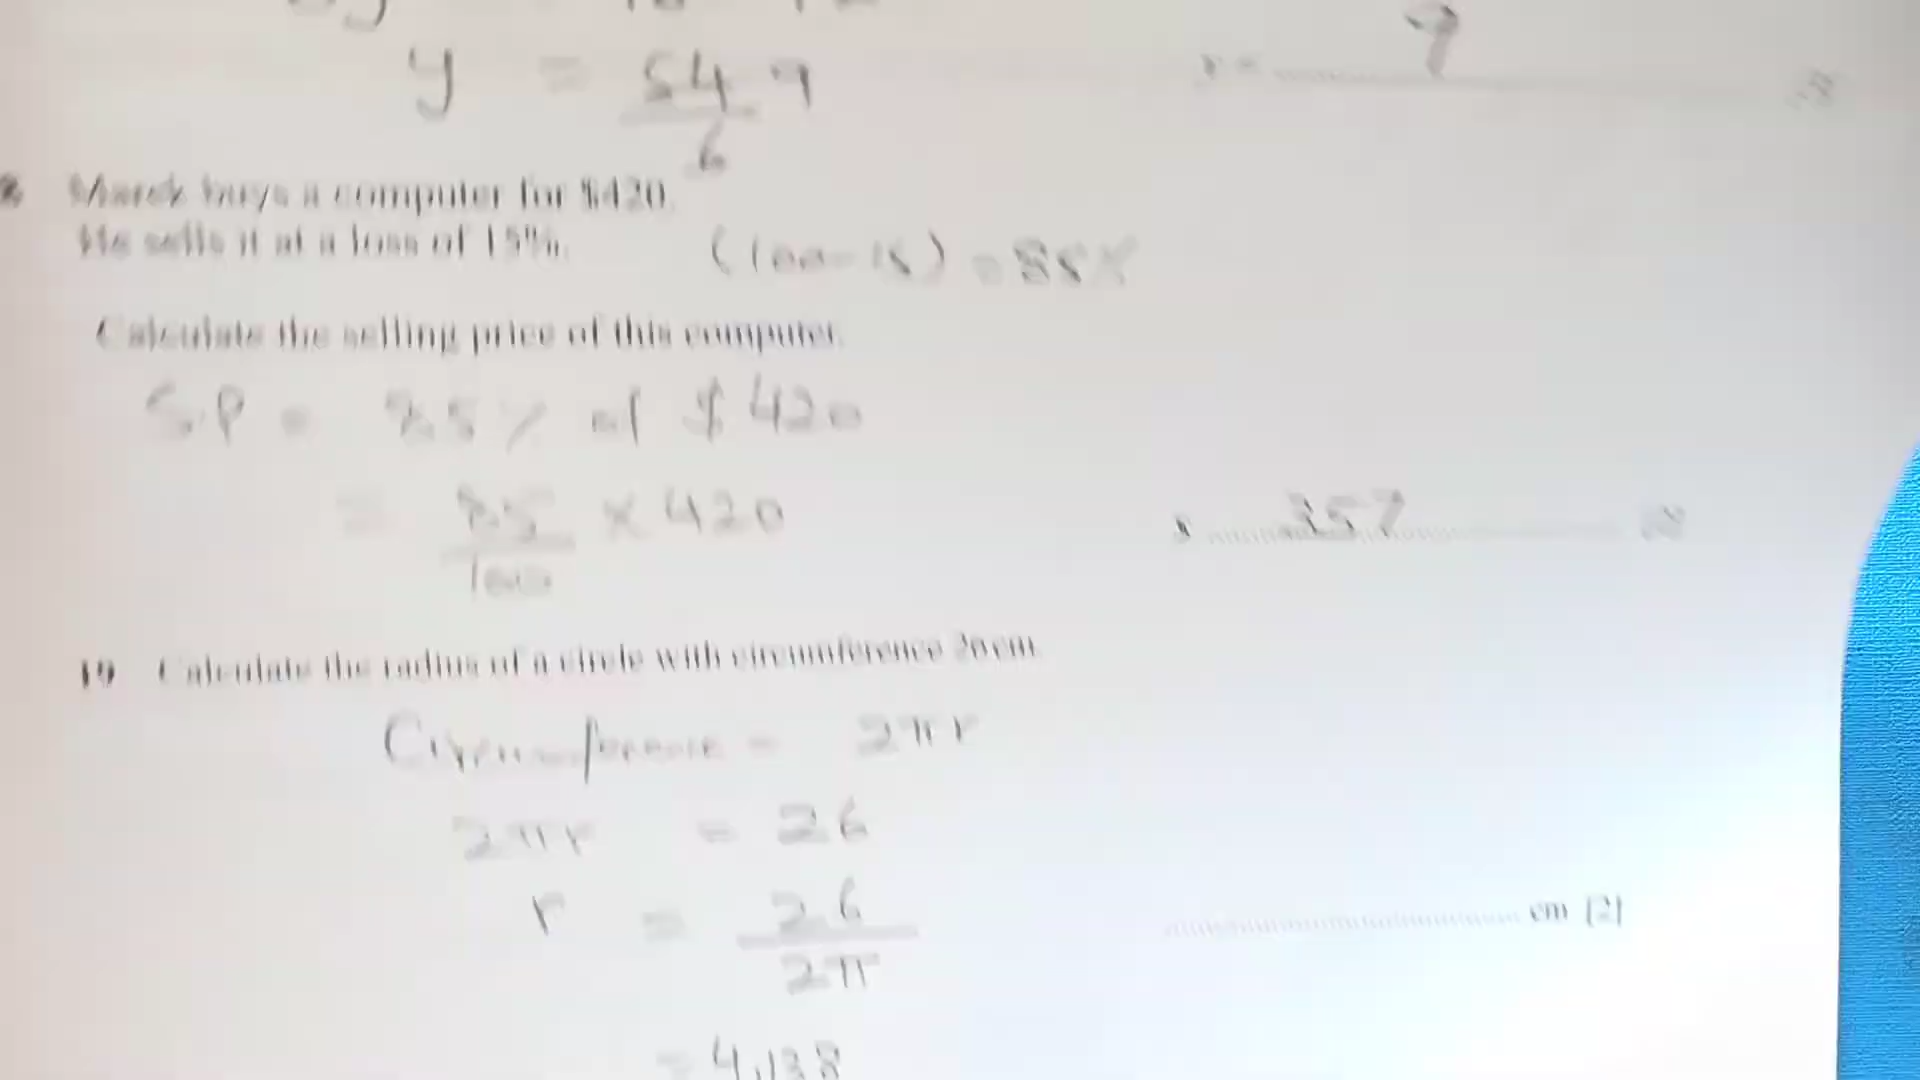 y = 54 9
6
y = 9
8 Marek buys a computer for $420.
He sells it at a loss of 15%.
(100-15) = 85%
Calculate the selling price of this computer.
S.P = 85% of $420
= 85 × 420
100
$ 357 [2]
19 Calculate the radius of a circle with circumference 26 cm.
Circumference = 2πr
2πr = 26
r = 26
2π
cm [2]
= 4.138